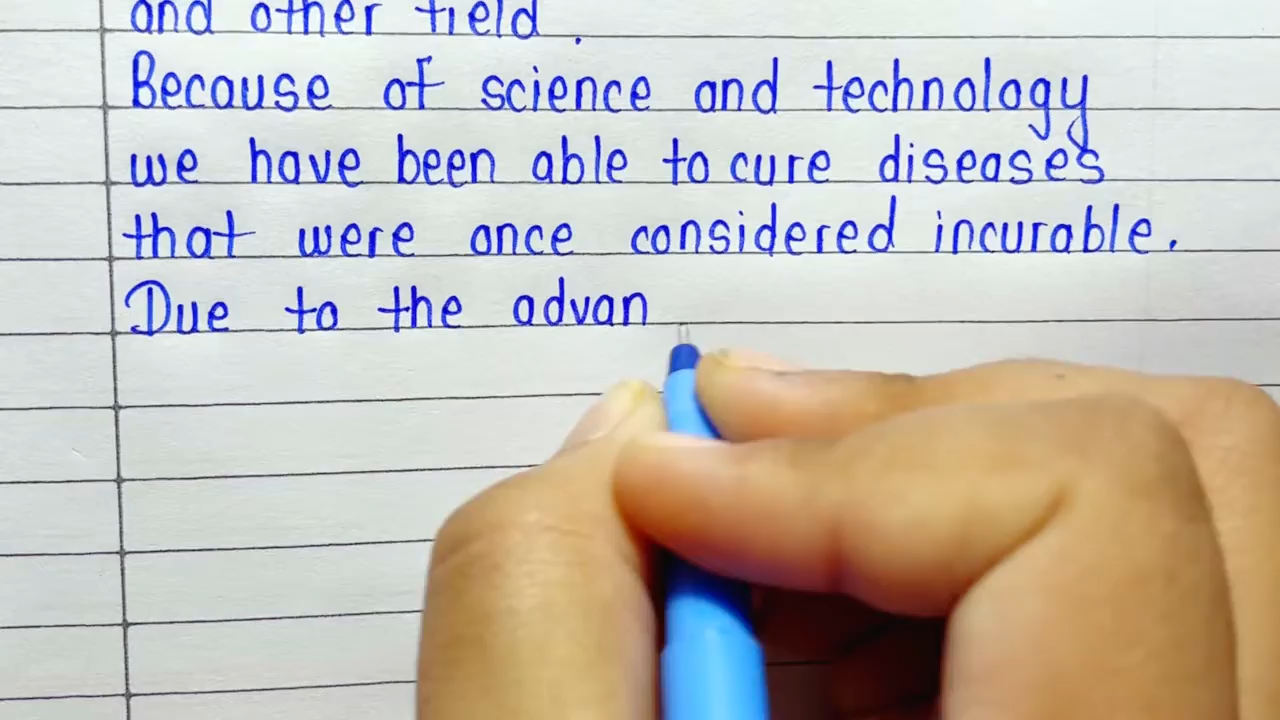 and other field.
Because of science and technology
we have been able to cure diseases
that were once considered incurable.
Due to the advan